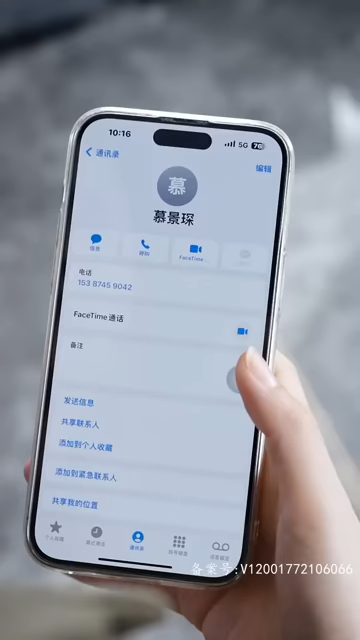 10:16
5G 76
通讯录
编辑
慕
慕景琛
信息
呼叫
FaceTime
电话
153 8745 9042
FaceTime 通话
备注
发送信息
共享联系人
添加到个人收藏
添加到紧急联系人
共享我的位置
个人收藏
最近通话
通讯录
拨号键盘
语音留言
备案号:V12001772106066